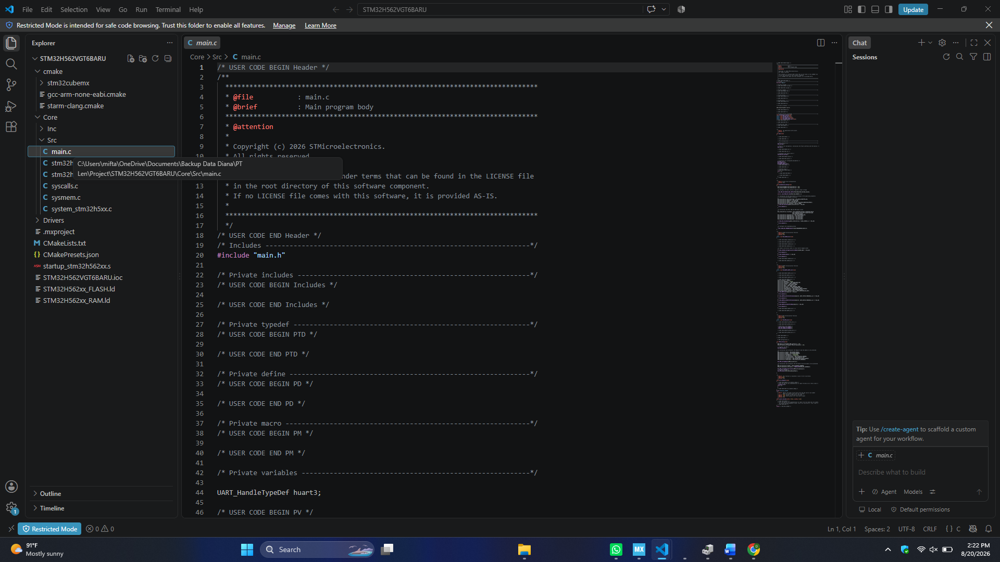 File Edit Selection View Go Run Terminal Help
STM32H562VGT6BARU
Update
Restricted Mode is intended for safe code browsing. Trust this folder to enable all features. Manage Learn More
Explorer
STM32H562VGT6BARU
cmake
stm32cubemx
gcc-arm-none-eabi.cmake
starm-clang.cmake
Core
Inc
Src
main.c
stm32h
stm32h
syscalls.c
sysmem.c
system_stm32h5xx.c
Drivers
.mxproject
CMakeLists.txt
CMakePresets.json
startup_stm32h562xx.s
STM32H562VGT6BARU.ioc
STM32H562xx_FLASH.ld
STM32H562xx_RAM.ld
Outline
Timeline
C:\Users\mifta\OneDrive\Documents\Backup Data Diana\PT
Len\Project\STM32H562VGT6BARU\Core\Src\main.c
main.c
Core > Src > C main.c
1 /* USER CODE BEGIN Header */
2 /**
3 ******************************************************************************
4 * @file : main.c
5 * @brief : Main program body
6 ******************************************************************************
7 * @attention
8 *
9 * Copyright (c) 2026 STMicroelectronics.
10 * All rights reserved
nder terms that can be found in the LICENSE file
13 * in the root directory of this software component.
14 * If no LICENSE file comes with this software, it is provided AS-IS.
15 *
16 ******************************************************************************
17 */
18 /* USER CODE END Header */
19 /* Includes ------------------------------------------------------------------*/
20 #include "main.h"
21
22 /* Private includes ----------------------------------------------------------*/
23 /* USER CODE BEGIN Includes */
24
25 /* USER CODE END Includes */
26
27 /* Private typedef -----------------------------------------------------------*/
28 /* USER CODE BEGIN PTD */
29
30 /* USER CODE END PTD */
31
32 /* Private define ------------------------------------------------------------*/
33 /* USER CODE BEGIN PD */
34
35 /* USER CODE END PD */
36
37 /* Private macro -------------------------------------------------------------*/
38 /* USER CODE BEGIN PM */
39
40 /* USER CODE END PM */
41
42 /* Private variables ---------------------------------------------------------*/
43
44 UART_HandleTypeDef huart3;
45
46 /* USER CODE BEGIN PV */
Chat
Sessions
Tip: Use /create-agent to scaffold a custom
agent for your workflow.
C main.c
Describe what to build
Agent Models
Local Default permissions
1
Restricted Mode 0 0
Ln 1, Col 1 Spaces: 2 UTF-8 CRLF {} C
91°F
Mostly sunny
Search
MX
2:22 PM
8/20/2026